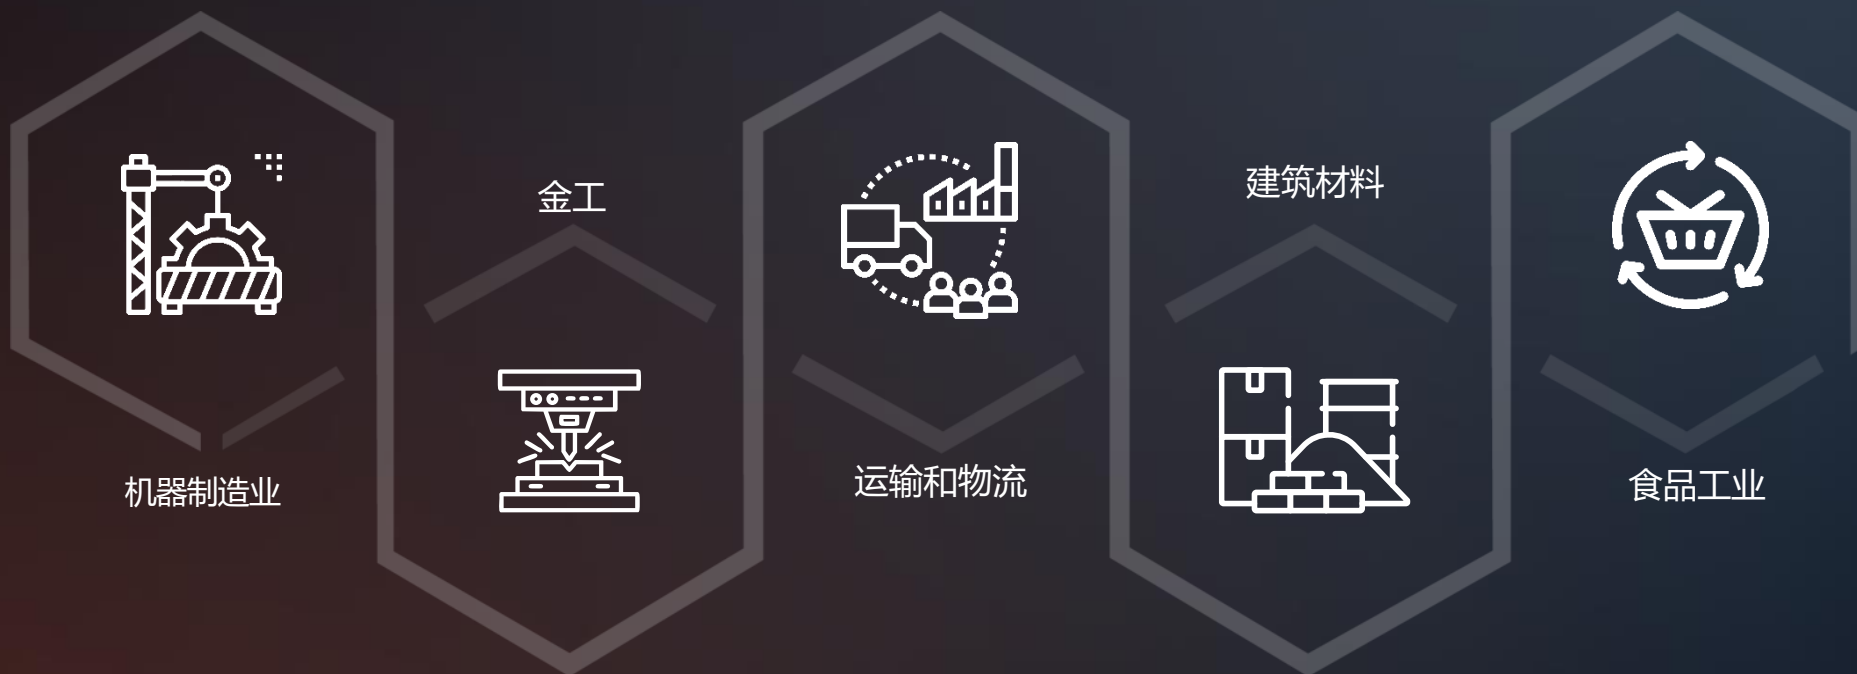 机器制造业
金工
运输和物流
建筑材料
食品工业